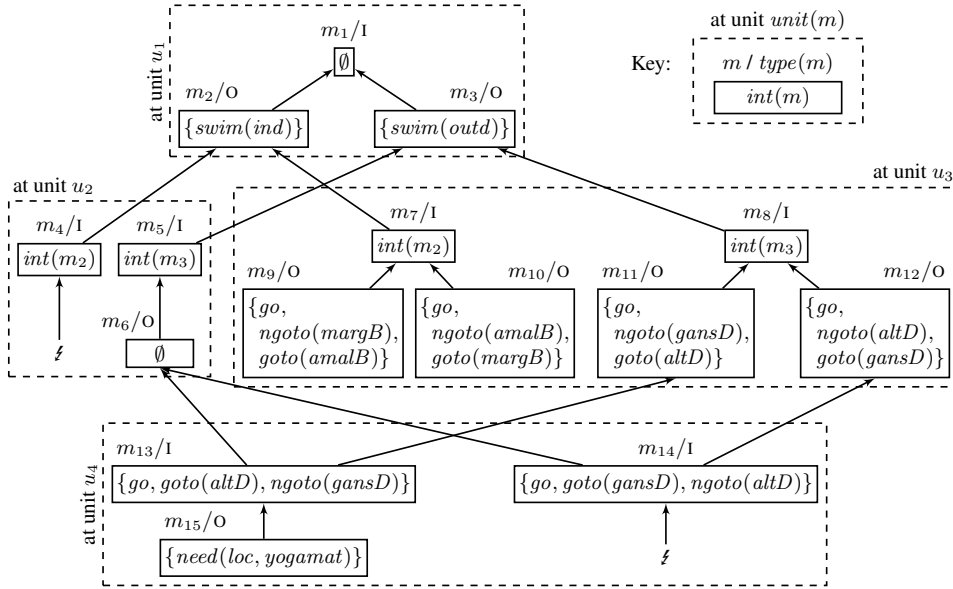 at unit unit(m)
Key:
m / type(m)
int(m)
at unit u₁
m₁/I
∅
m₂/O
{swim(ind)}
m₃/O
{swim(outd)}
at unit u₂
m₄/I
int(m₂)
m₅/I
int(m₃)
m₆/O
∅
↯
at unit u₃
m₇/I
int(m₂)
m₈/I
int(m₃)
m₉/O
{go,
ngoto(margB),
goto(amalB)}
m₁₀/O
{go,
ngoto(amalB),
goto(margB)}
m₁₁/O
{go,
ngoto(gansD),
goto(altD)}
m₁₂/O
{go,
ngoto(altD),
goto(gansD)}
at unit u₄
m₁₃/I
{go, goto(altD), ngoto(gansD)}
m₁₄/I
{go, goto(gansD), ngoto(altD)}
m₁₅/O
{need(loc, yogamat)}
↯